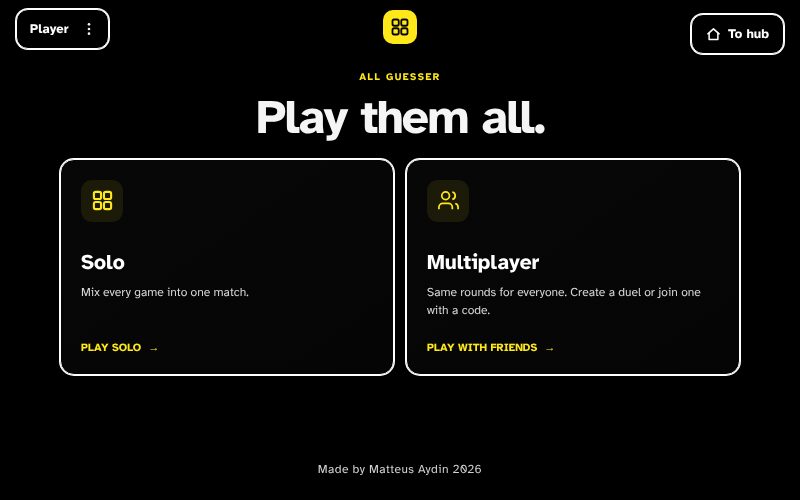 Player
To hub
ALL GUESSER
Play them all.
Solo
Mix every game into one match.
PLAY SOLO →
Multiplayer
Same rounds for everyone. Create a duel or join one
with a code.
PLAY WITH FRIENDS →
Made by Matteus Aydin 2026